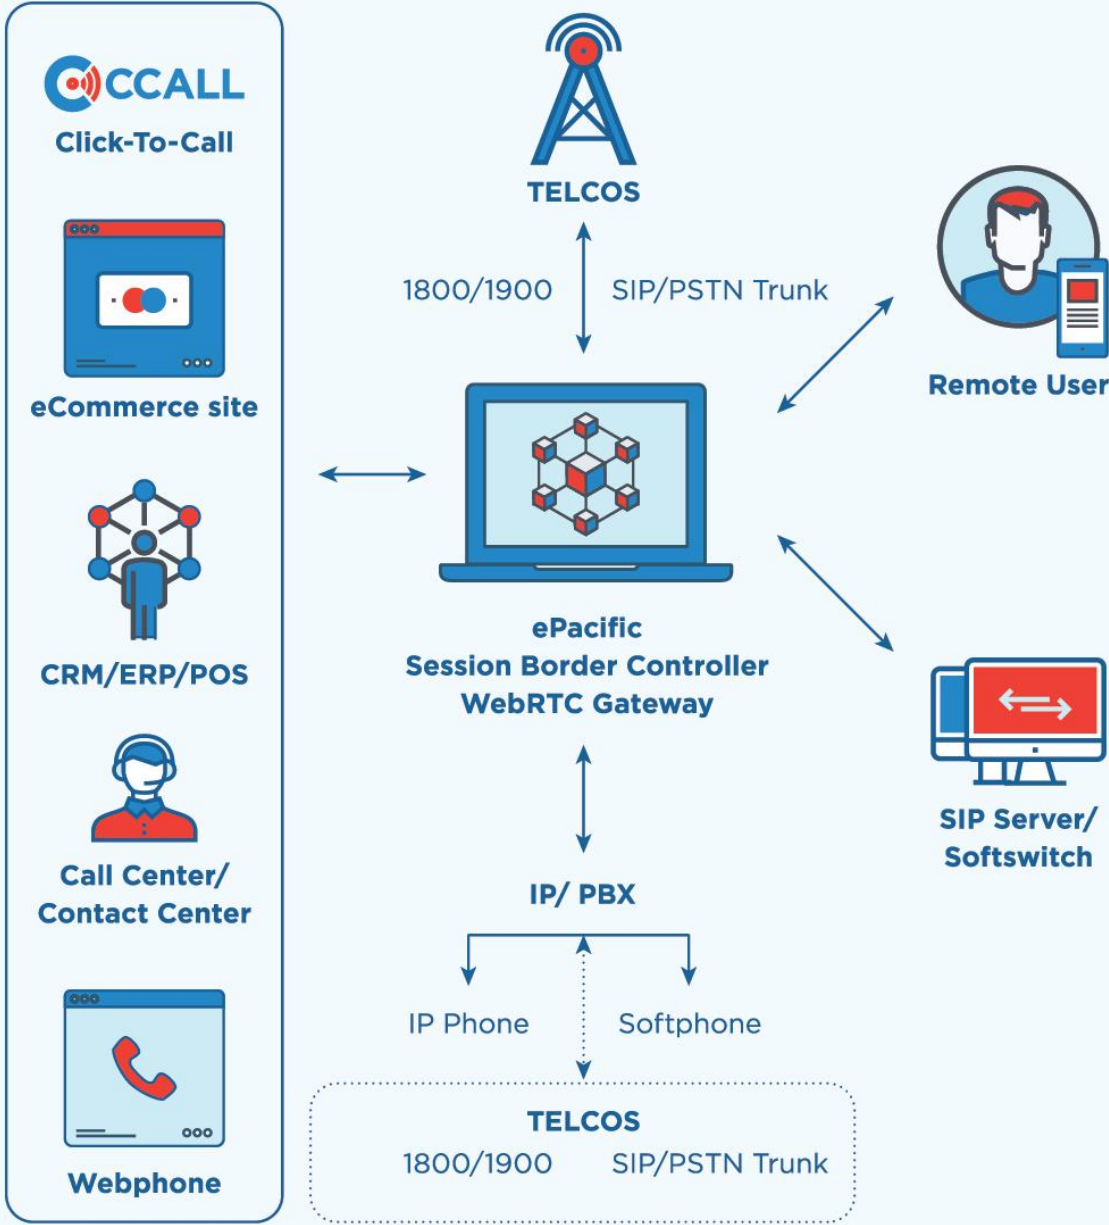 CCALL
Click-To-Call
eCommerce site
CRM/ERP/POS
Call Center/
Contact Center
Webphone
TELCOS
1800/1900 SIP/PSTN Trunk
Remote User
ePacific
Session Border Controller
WebRTC Gateway
SIP Server/
Softswitch
IP/ PBX
IP Phone Softphone
TELCOS
1800/1900 SIP/PSTN Trunk